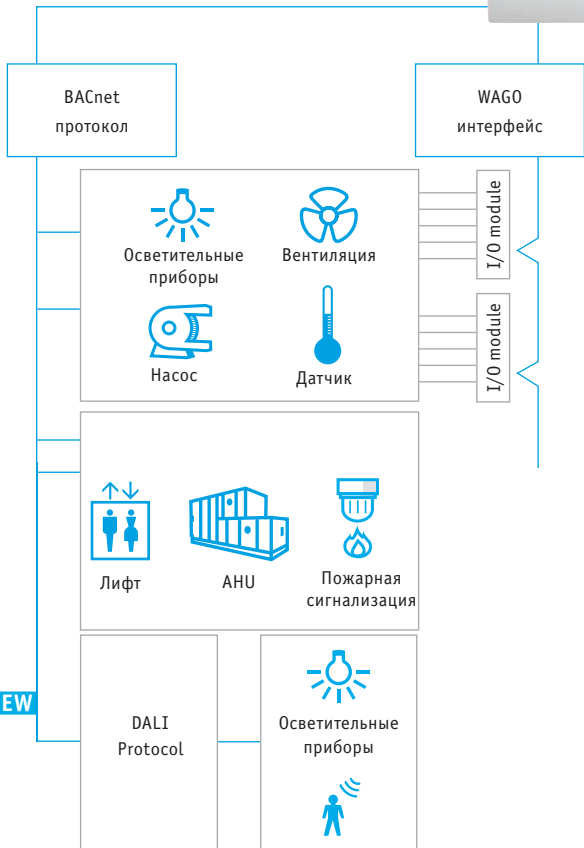 BACnet
протокол
WAGO
интерфейс
I/O module
Осветительные
приборы
Вентиляция
Насос
Датчик
I/O module
Лифт
AHU
Пожарная
сигнализация
EW
DALI
Protocol
Осветительные
приборы